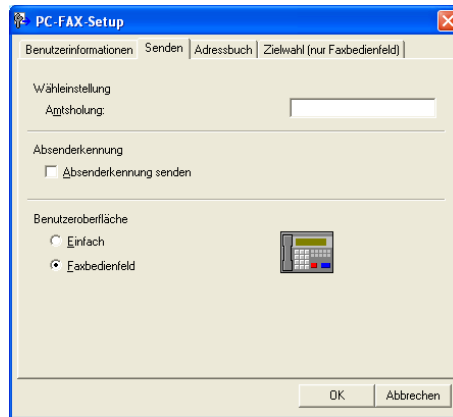 PC-FAX-Setup
Benutzerinformationen Senden Adressbuch Zielwahl (nur Faxbedienfeld)
Wähleinstellung
Amtsholung:
Absenderkennung
Absenderkennung senden
Benutzeroberfläche
Einfach
Faxbedienfeld
OK Abbrechen